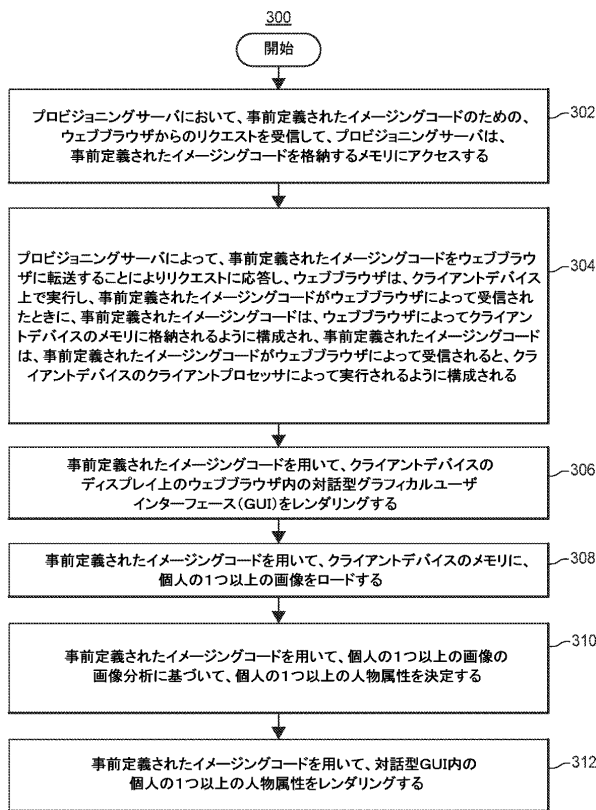 300
開始
プロビジョニングサーバにおいて、事前定義されたイメージングコードのための、
ウェブブラウザからのリクエストを受信して、プロビジョニングサーバは、
事前定義されたイメージングコードを格納するメモリにアクセスする
302
プロビジョニングサーバによって、事前定義されたイメージングコードをウェブブラウ
ザに転送することによりリクエストに応答し、ウェブブラウザは、クライアントデバイス
上で実行し、事前定義されたイメージングコードがウェブブラウザによって受信され
たときに、事前定義されたイメージングコードは、ウェブブラウザによってクライアン
トデバイスのメモリに格納されるように構成され、事前定義されたイメージングコード
は、事前定義されたイメージングコードがウェブブラウザによって受信されると、クラ
イアントデバイスのクライアントプロセッサによって実行されるように構成される
304
事前定義されたイメージングコードを用いて、クライアントデバイスの
ディスプレイ上のウェブブラウザ内の対話型グラフィカルユーザ
インターフェース（GUI）をレンダリングする
306
事前定義されたイメージングコードを用いて、クライアントデバイスのメモリに、
個人の1つ以上の画像をロードする
308
事前定義されたイメージングコードを用いて、個人の1つ以上の画像の
画像分析に基づいて、個人の1つ以上の人物属性を決定する
310
事前定義されたイメージングコードを用いて、対話型GUI内の
個人の1つ以上の人物属性をレンダリングする
312